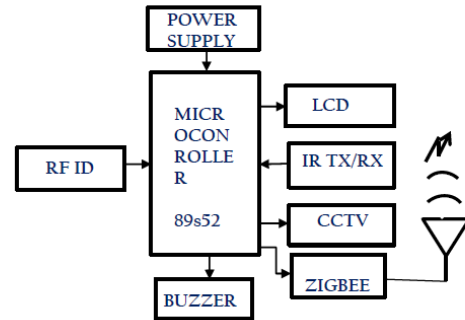 POWER
SUPPLY
MICR
OCON
ROLLE
R
89s52
RF ID
LCD
IR TX/RX
CCTV
ZIGBEE
BUZZER